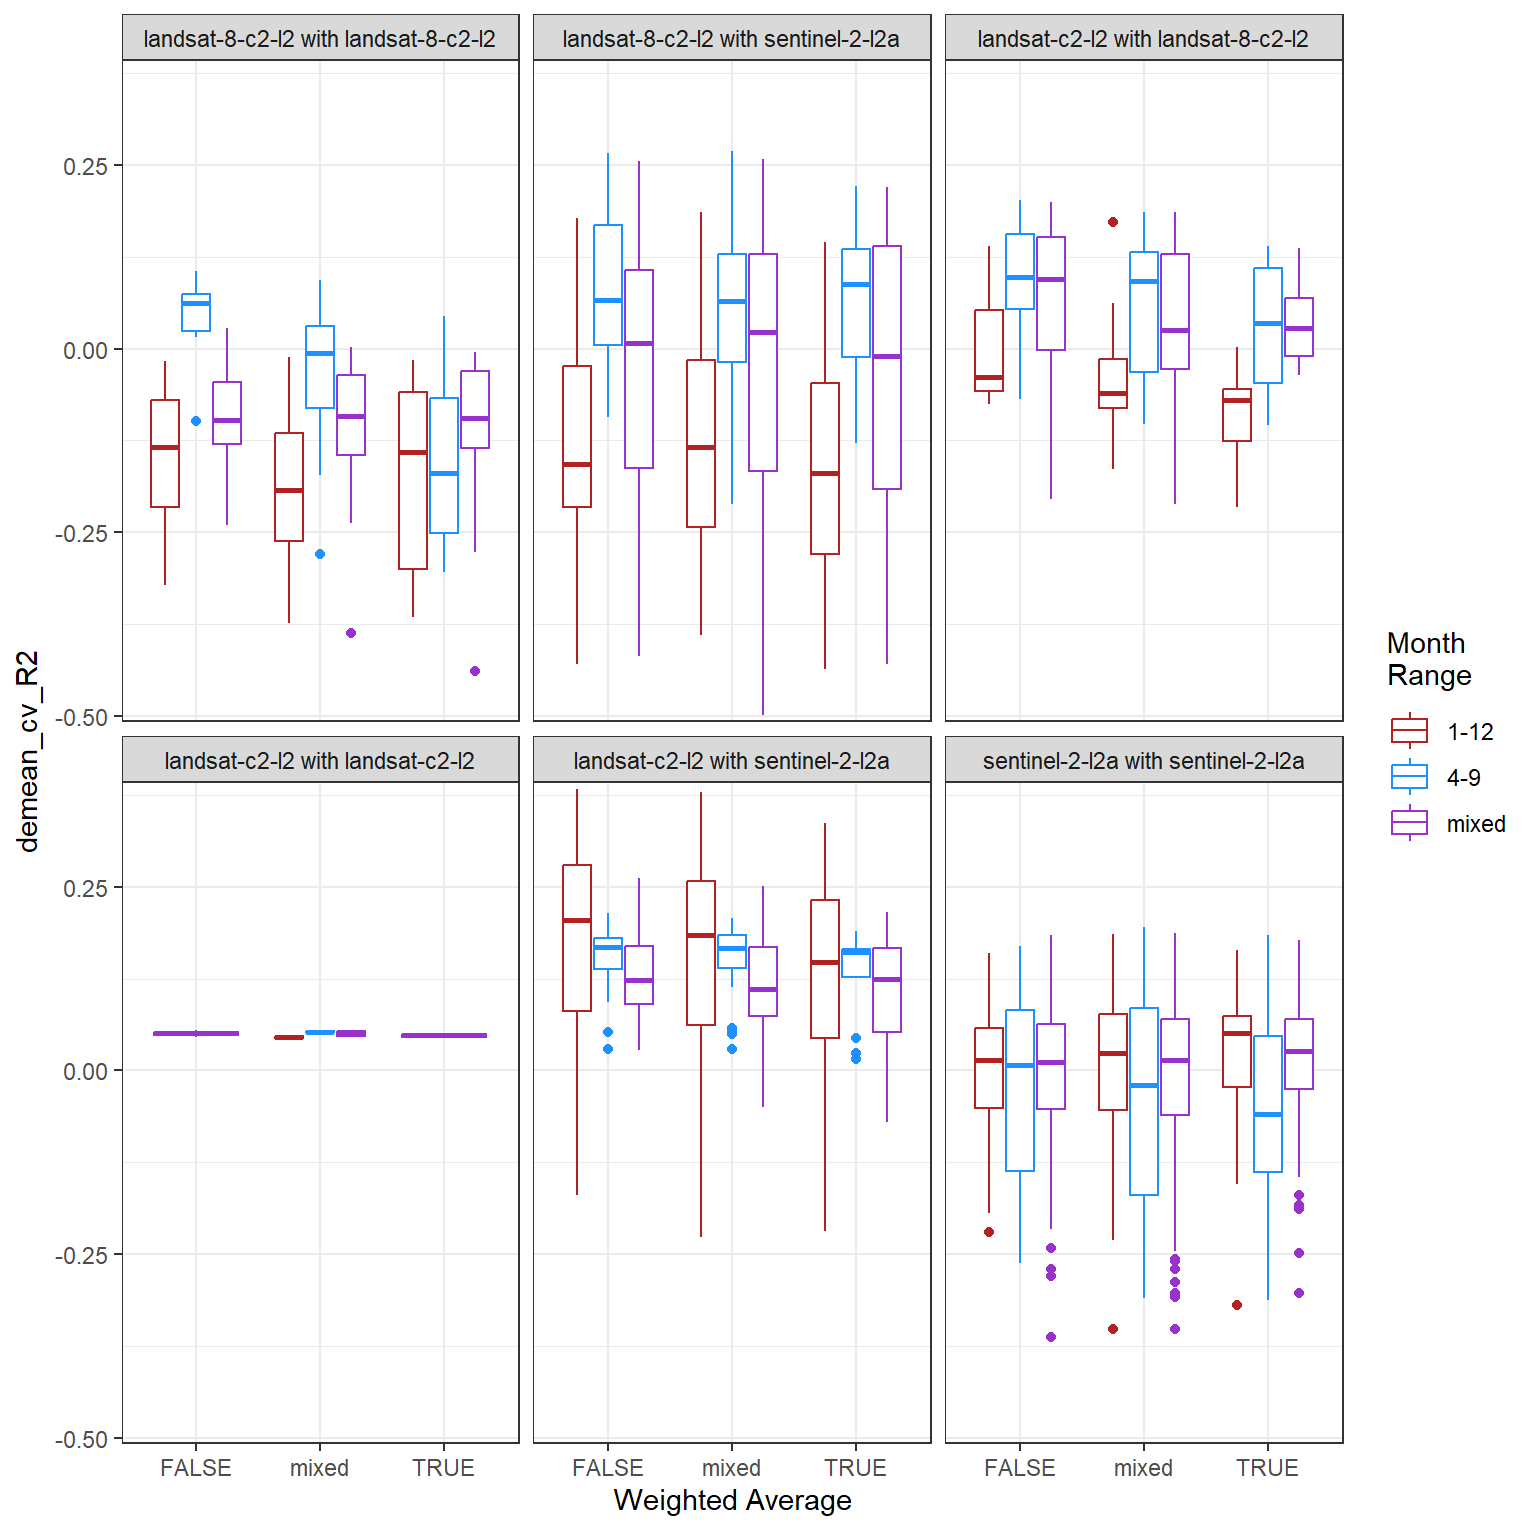 landsat-8-c2-l2 with landsat-8-c2-l2
landsat-8-c2-l2 with sentinel-2-l2a
landsat-c2-l2 with landsat-8-c2-l2
0.25
0.00
-0.25
-0.50
landsat-c2-l2 with landsat-c2-l2
landsat-c2-l2 with sentinel-2-l2a
sentinel-2-l2a with sentinel-2-l2a
0.25
0.00
-0.25
-0.50
demean_cv_R2
FALSE
mixed
TRUE
FALSE
mixed
TRUE
FALSE
mixed
TRUE
Weighted Average
Month
Range
1-12
4-9
mixed